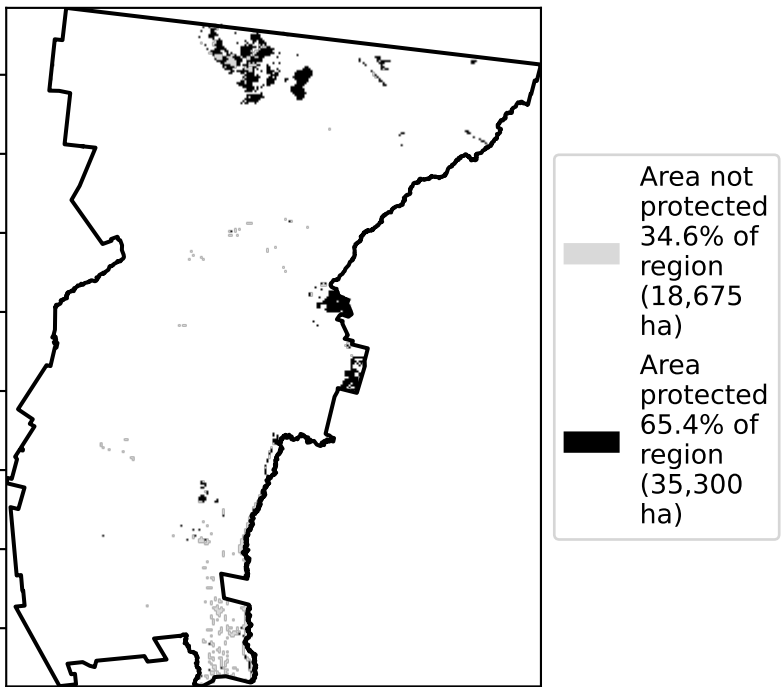 Area not
protected
34.6% of
region
(18,675
ha)
Area
protected
65.4% of
region
(35,300
ha)